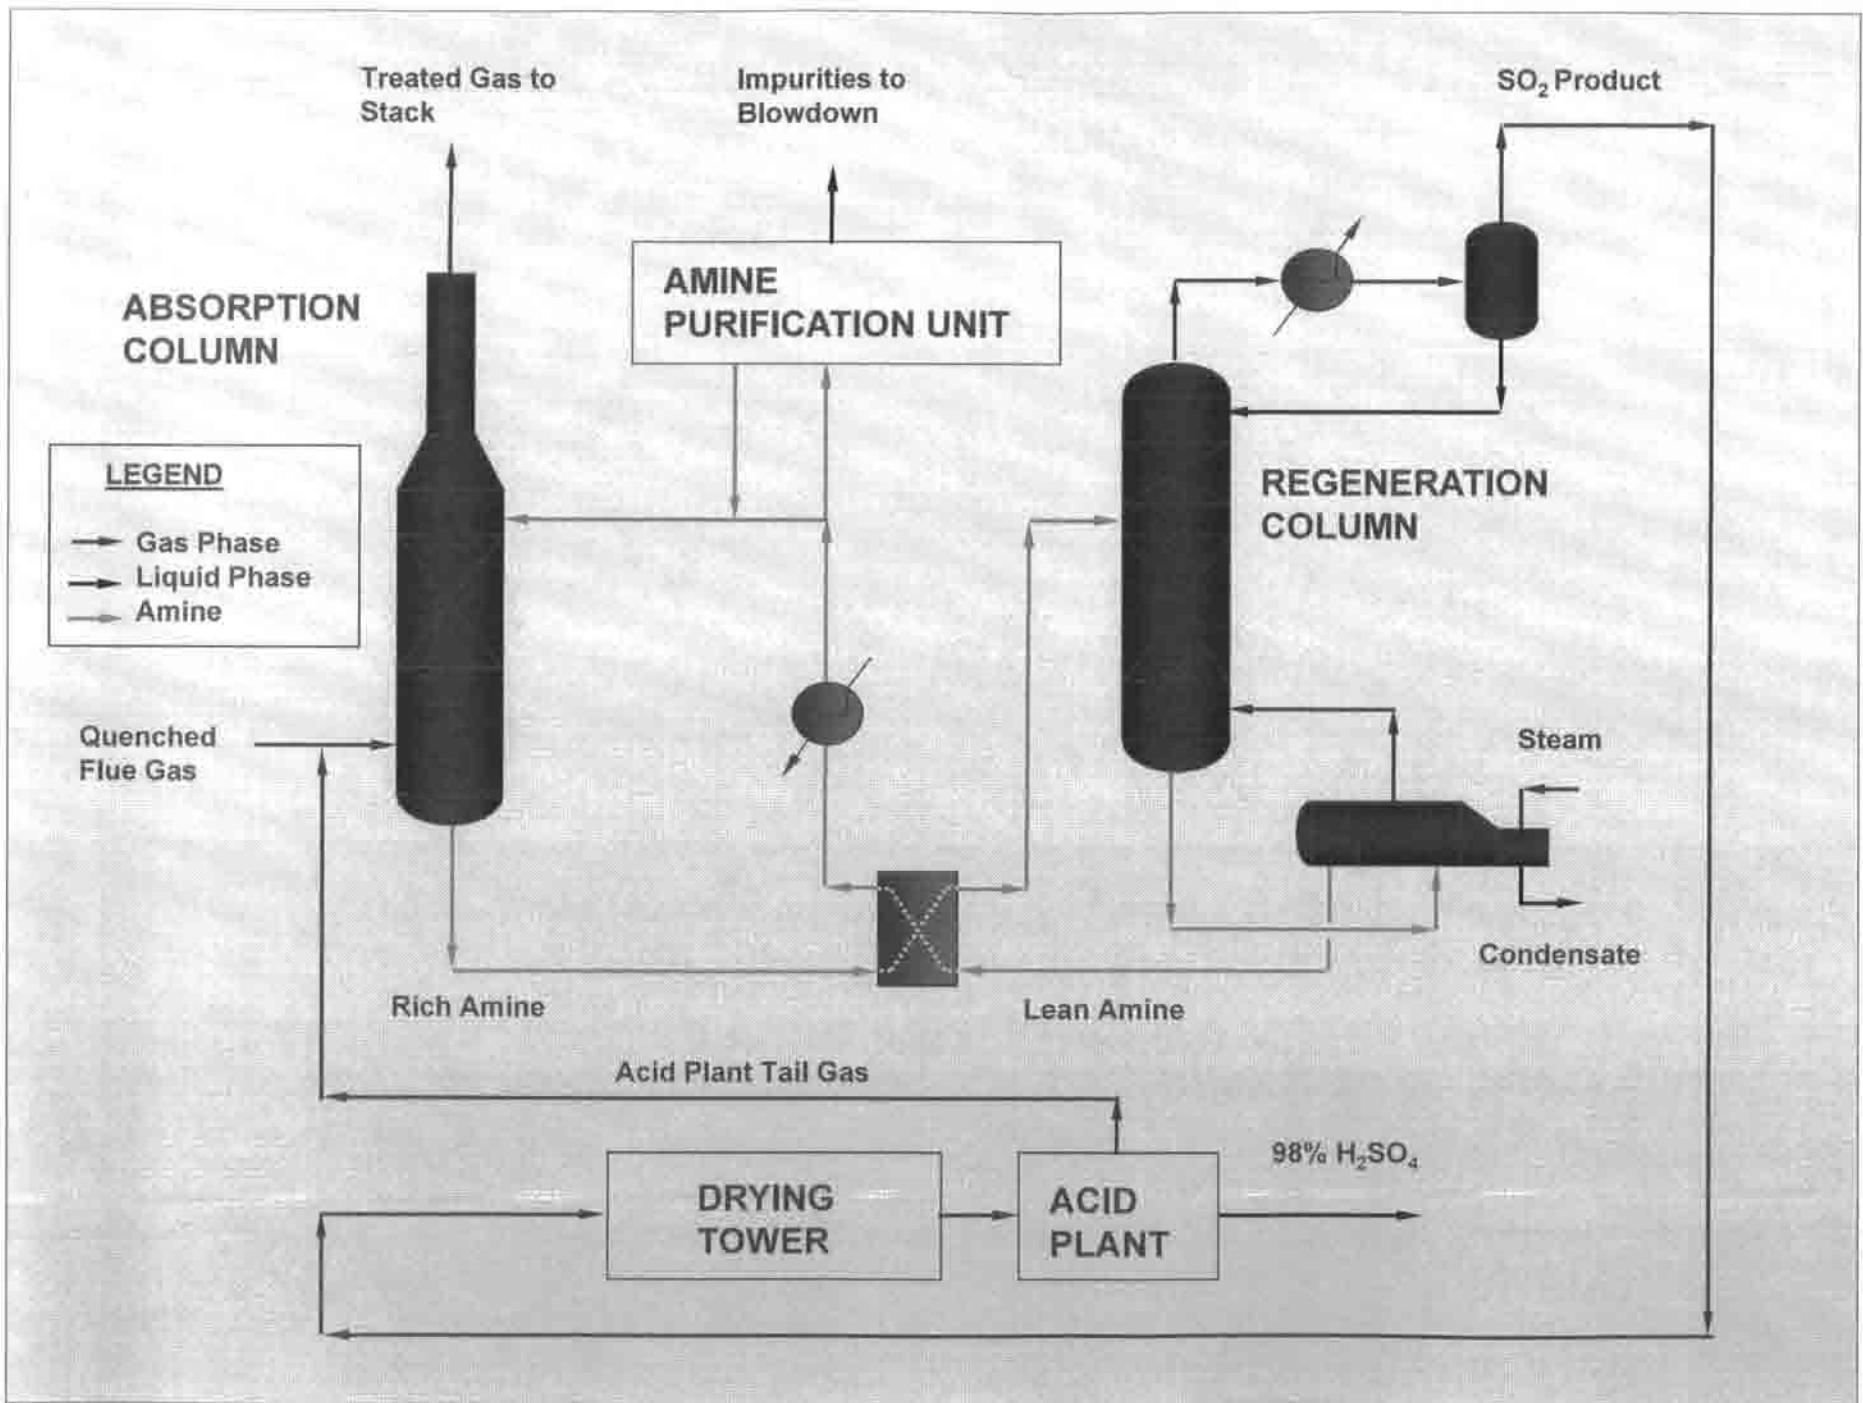 Treated Gas to
Stack
Impurities to
Blowdown
SO₂ Product
ABSORPTION
COLUMN
AMINE
PURIFICATION UNIT
LEGEND
Gas Phase
Liquid Phase
Amine
REGENERATION
COLUMN
Quenched
Flue Gas
Steam
Condensate
Rich Amine
Lean Amine
Acid Plant Tail Gas
98% H₂SO₄
DRYING
TOWER
ACID
PLANT